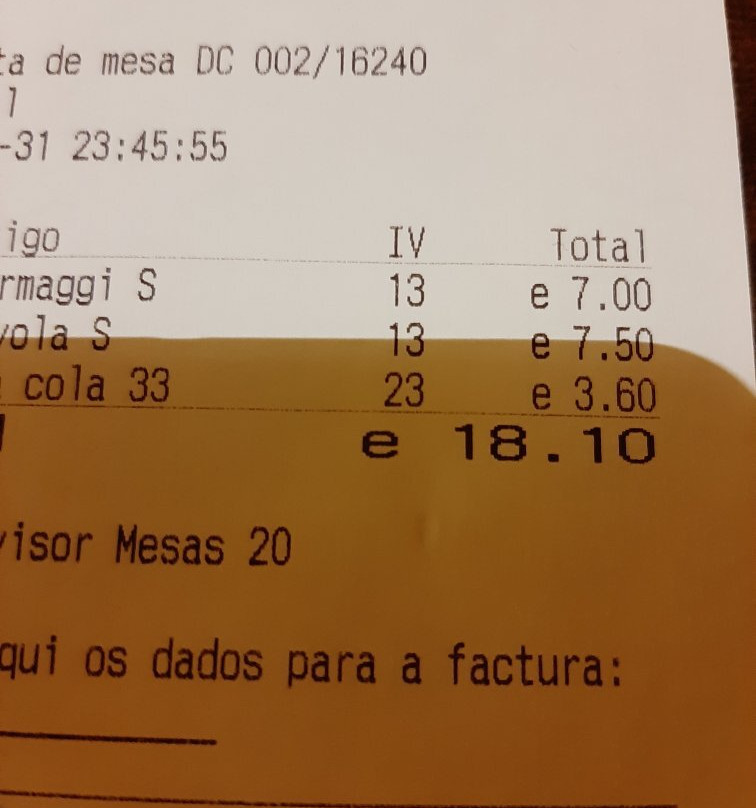 ta de mesa DC 002/16240
1
-31 23:45:55
igo IV Total
rmaggi S 13 e 7.00
vola S 13 e 7.50
cola 33 23 e 3.60
e 18.10
visor Mesas 20
qui os dados para a factura: